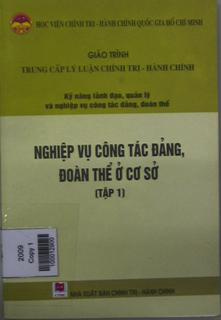 HỌC VIỆN CHÍNH TRỊ - HÀNH CHÍNH QUỐC GIA HỒ CHÍ MINH
GIÁO TRÌNH
TRUNG CẤP LÝ LUẬN CHÍNH TRỊ - HÀNH CHÍNH
Kỹ năng lãnh đạo, quản lý
và nghiệp vụ công tác đảng, đoàn thể
NGHIỆP VỤ CÔNG TÁC ĐẢNG,
ĐOÀN THỂ Ở CƠ SỞ
(TẬP 1)
2009
Copy 1
NHÀ XUẤT BẢN CHÍNH TRỊ - HÀNH CHÍNH